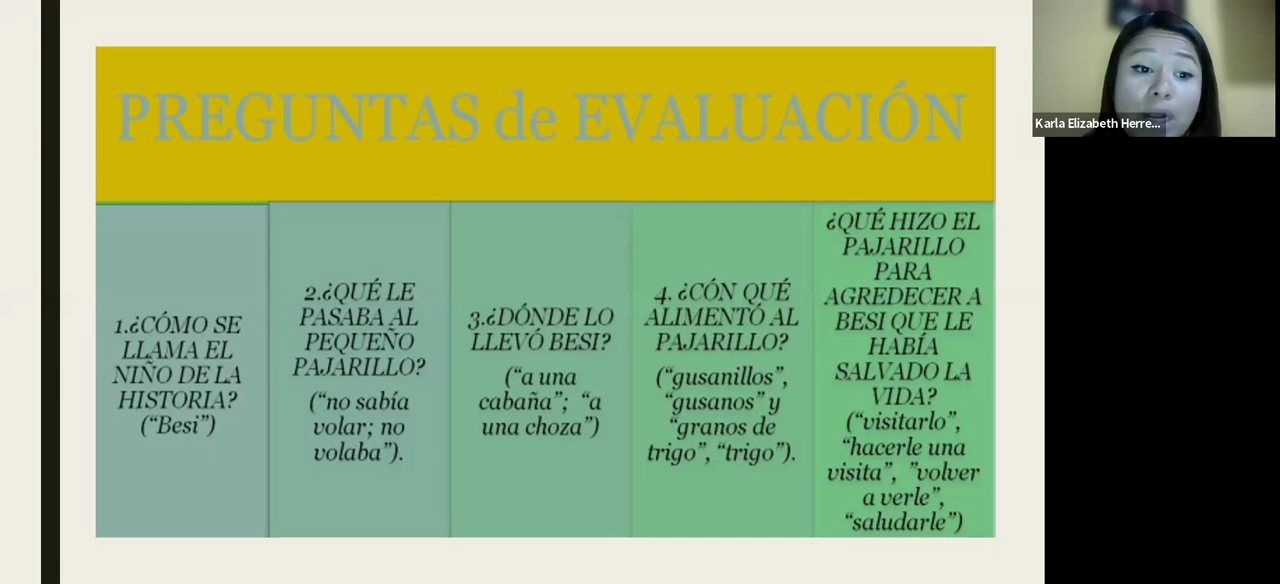 PREGUNTAS de EVALUACIÓN
1.¿CÓMO SE
LLAMA EL
NIÑO DE LA
HISTORIA?
(“Besi”)
2.¿QUÉ LE
PASABA AL
PEQUEÑO
PAJARILLO?
(“no sabía
volar; no
volaba”).
3.¿DÓNDE LO
LLEVÓ BESI?
(“a una
cabaña”; “a
una choza”)
4. ¿CÓN QUÉ
ALIMENTÓ AL
PAJARILLO?
(“gusanillos”,
“gusanos” y
“granos de
trigo”, “trigo”).
¿QUÉ HIZO EL
PAJARILLO
PARA
AGREDECER A
BESI QUE LE
HABÍA
SALVADO LA
VIDA?
(“visitarlo”,
“hacerle una
visita”, ”volver
a verle”,
“saludarle”)
Karla Elizabeth Herre...